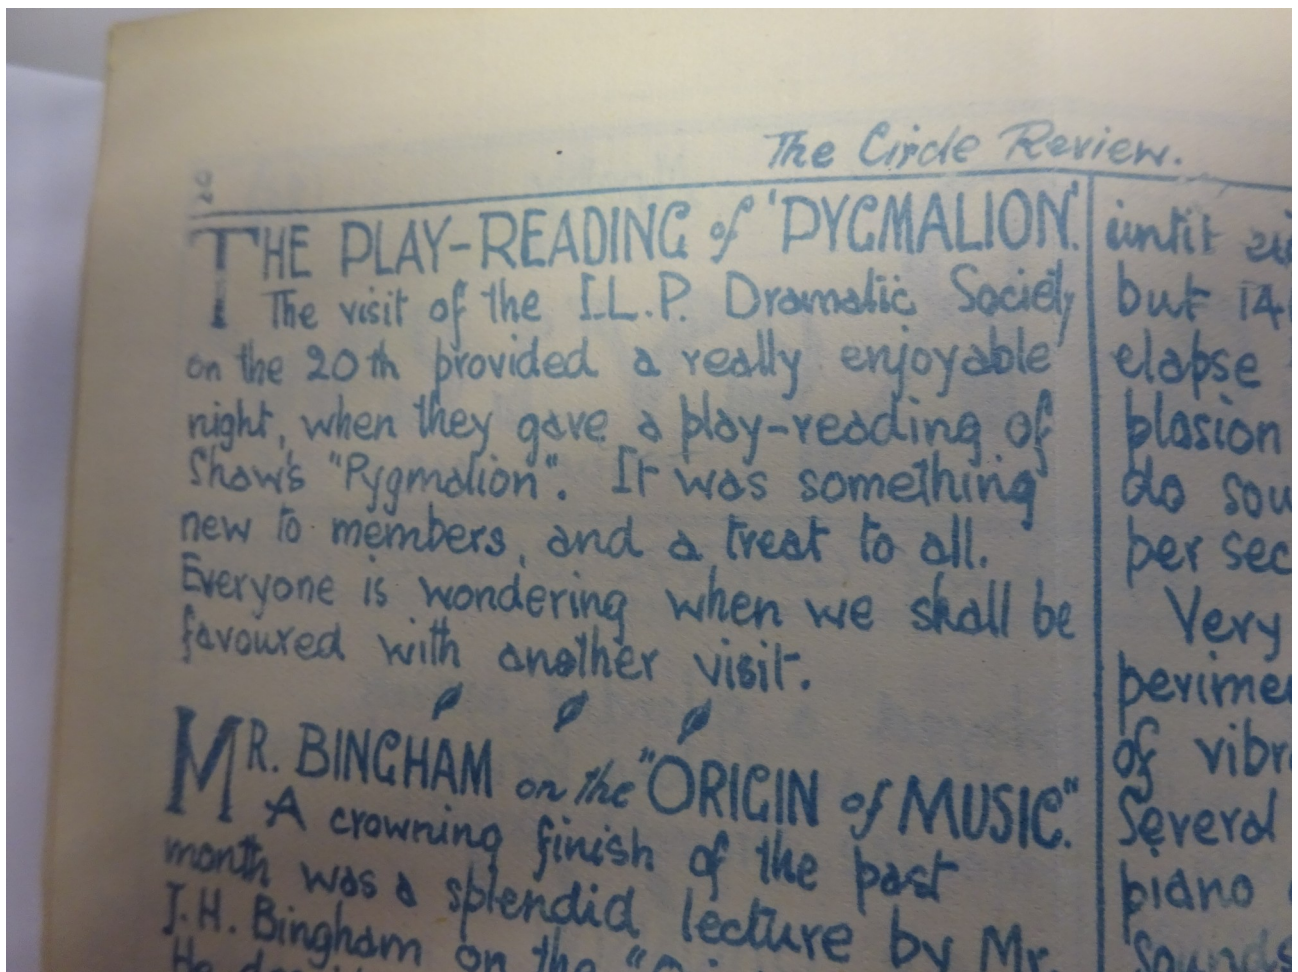 The Circle Review.
20
THE PLAY-READING of 'PYGMALION'.
The visit of the I.L.P. Dramatic Society
on the 20th provided a really enjoyable
night, when they gave a play-reading of
Shaw's "Pygmalion". It was something
new to members, and a treat to all.
Everyone is wondering when we shall be
favoured with another visit.
MR. BINGHAM on the "ORIGIN of MUSIC."
A crowning finish of the past
month was a splendid lecture by Mr.
J.H. Bingham on the
He
until
but 14
elapse
plosion
do sou
per sec
Very
perime
of vibr
Several
piano
sounds